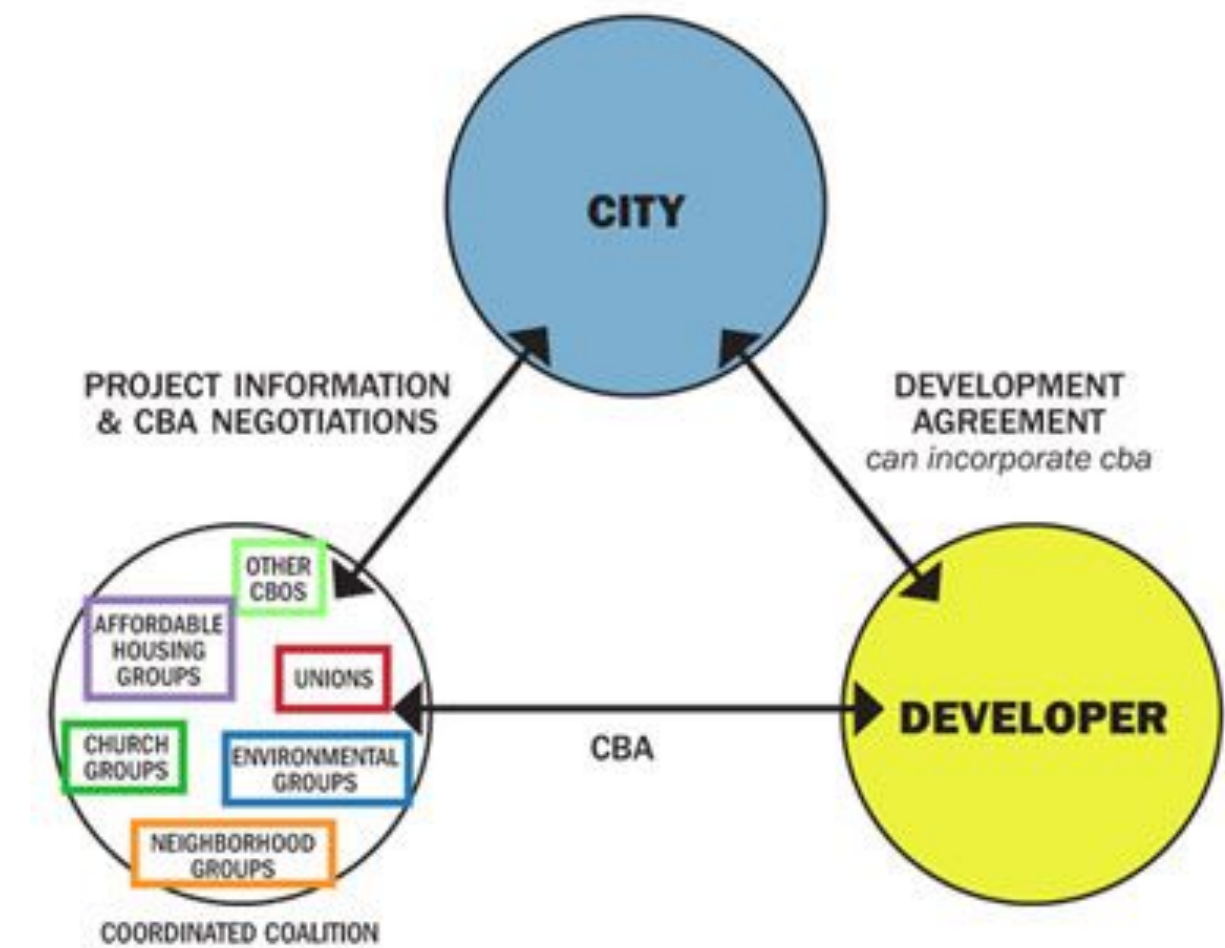 CITY
PROJECT INFORMATION
& CBA NEGOTIATIONS
DEVELOPMENT
AGREEMENT
can incorporate cba
OTHER
CBOS
AFFORDABLE
HOUSING
GROUPS
UNIONS
CHURCH
GROUPS
ENVIRONMENTAL
GROUPS
NEIGHBORHOOD
GROUPS
COORDINATED COALITION
CBA
DEVELOPER